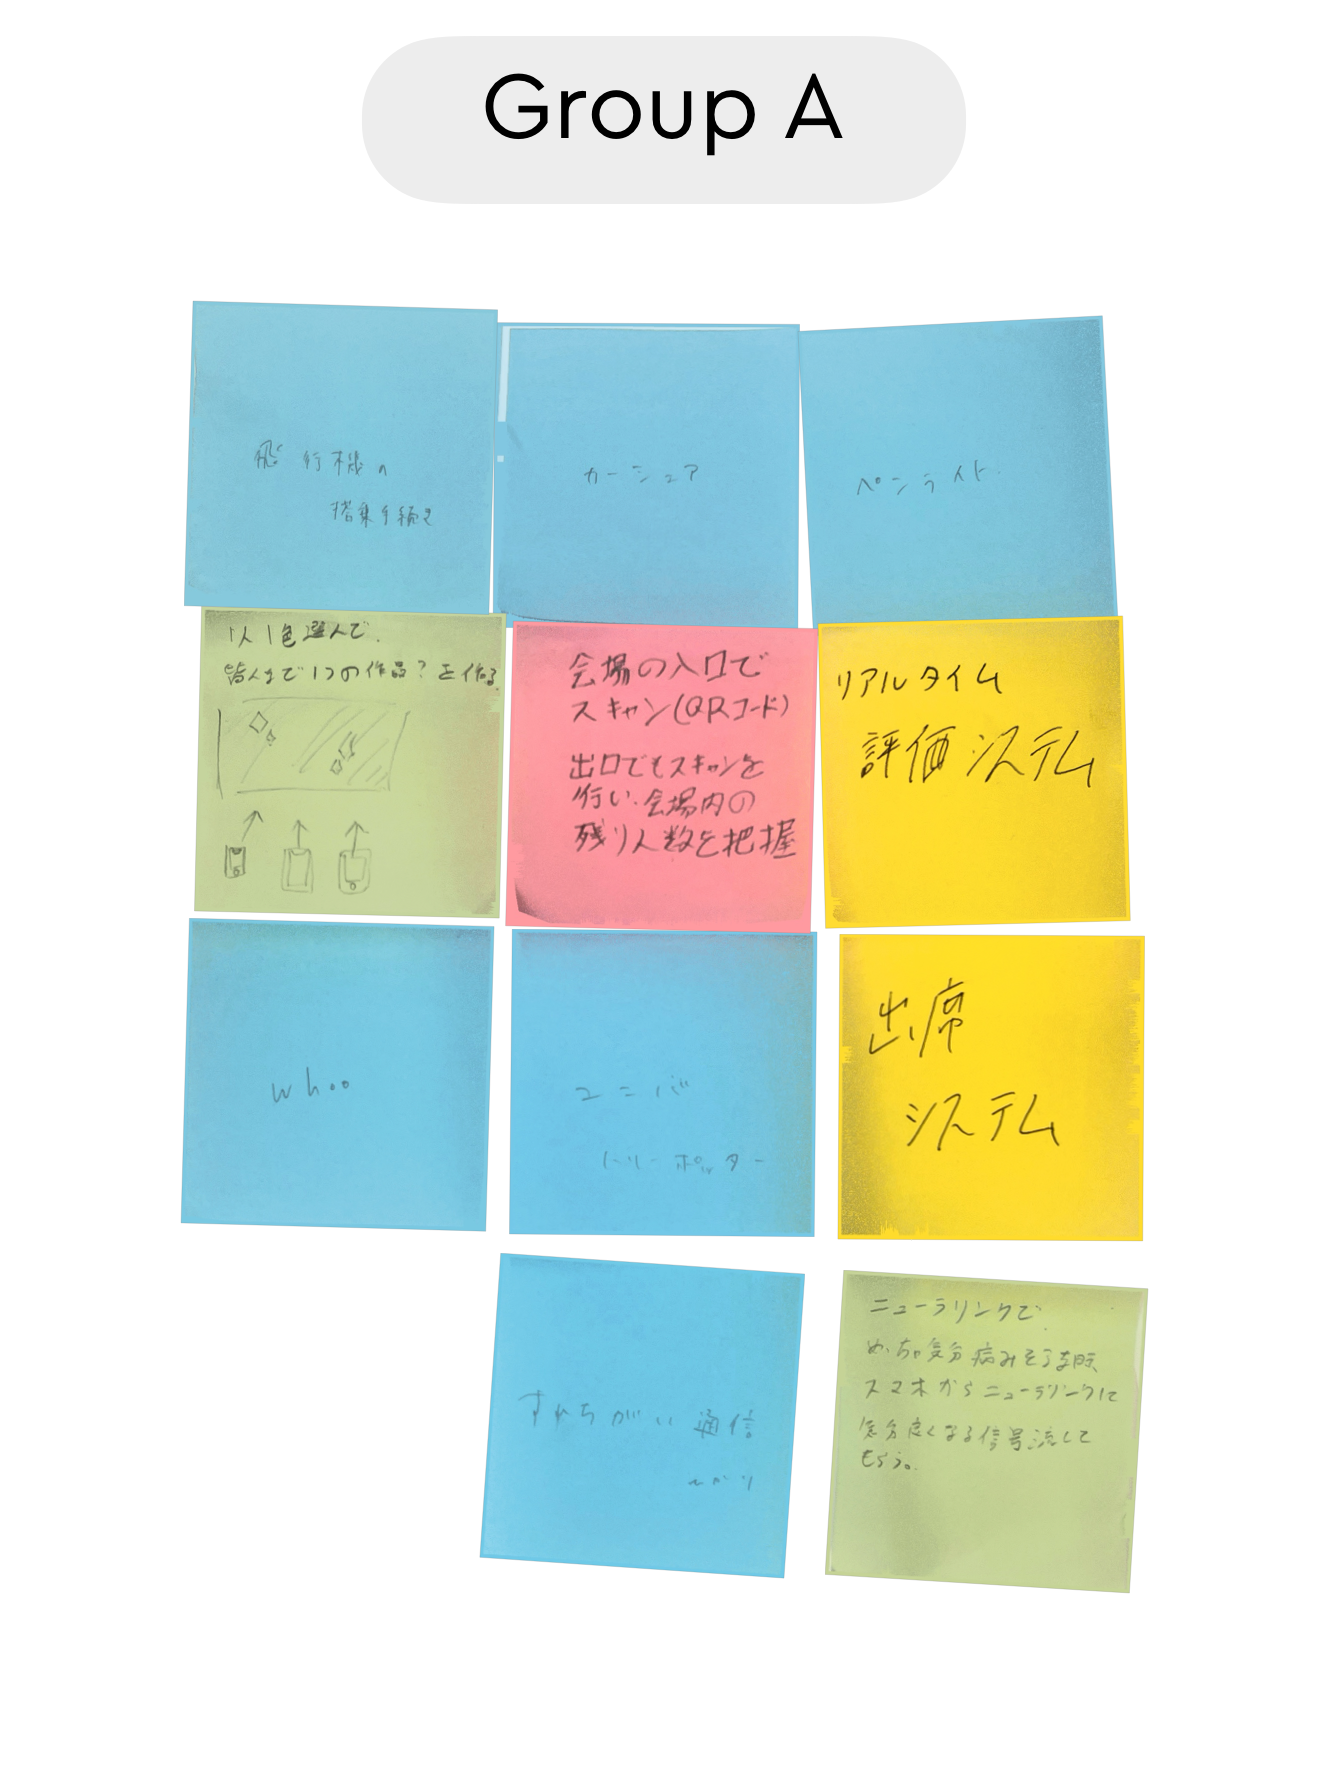 Group A
飛行機の
搭乗手続き
カーシェア
ペンライト
1人1色選んで、
皆んなで1つの作品?を作る
会場の入口で
スキャン(QRコード)
出口でもスキャンを
行い、会場内の
残り人数を把握
リアルタイム
評価システム
whoo
ユニバ
ハリーポッター
出席
システム
すれちがい通信
ニューラリンクで
めっちゃ気分病みそうな時
スマホからニューラリンクに
気分良くなる信号流して
もらう。